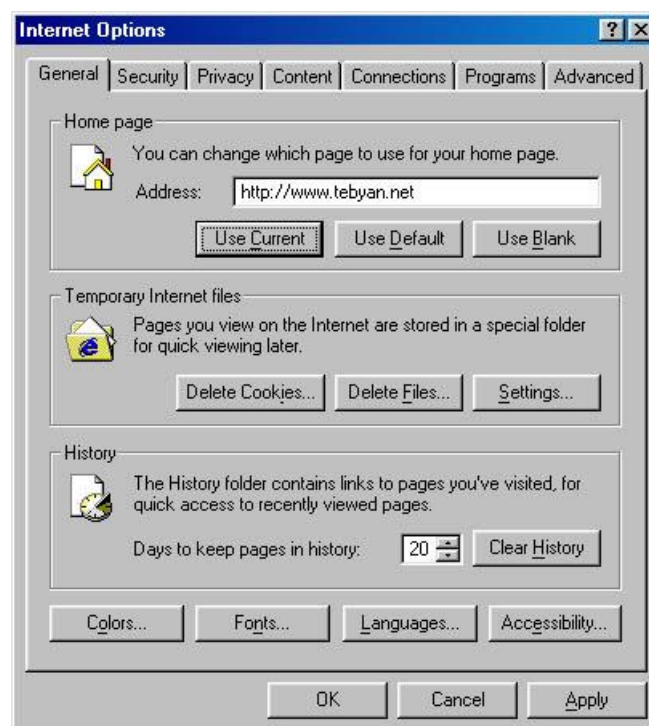 Internet Options
General Security Privacy Content Connections Programs Advanced
Home page
You can change which page to use for your home page.
Address: http://www.tebyan.net
Use Current Use Default Use Blank
Temporary Internet files
Pages you view on the Internet are stored in a special folder
for quick viewing later.
Delete Cookies... Delete Files... Settings...
History
The History folder contains links to pages you've visited, for
quick access to recently viewed pages.
Days to keep pages in history: 20 Clear History
Colors... Fonts... Languages... Accessibility...
OK Cancel Apply